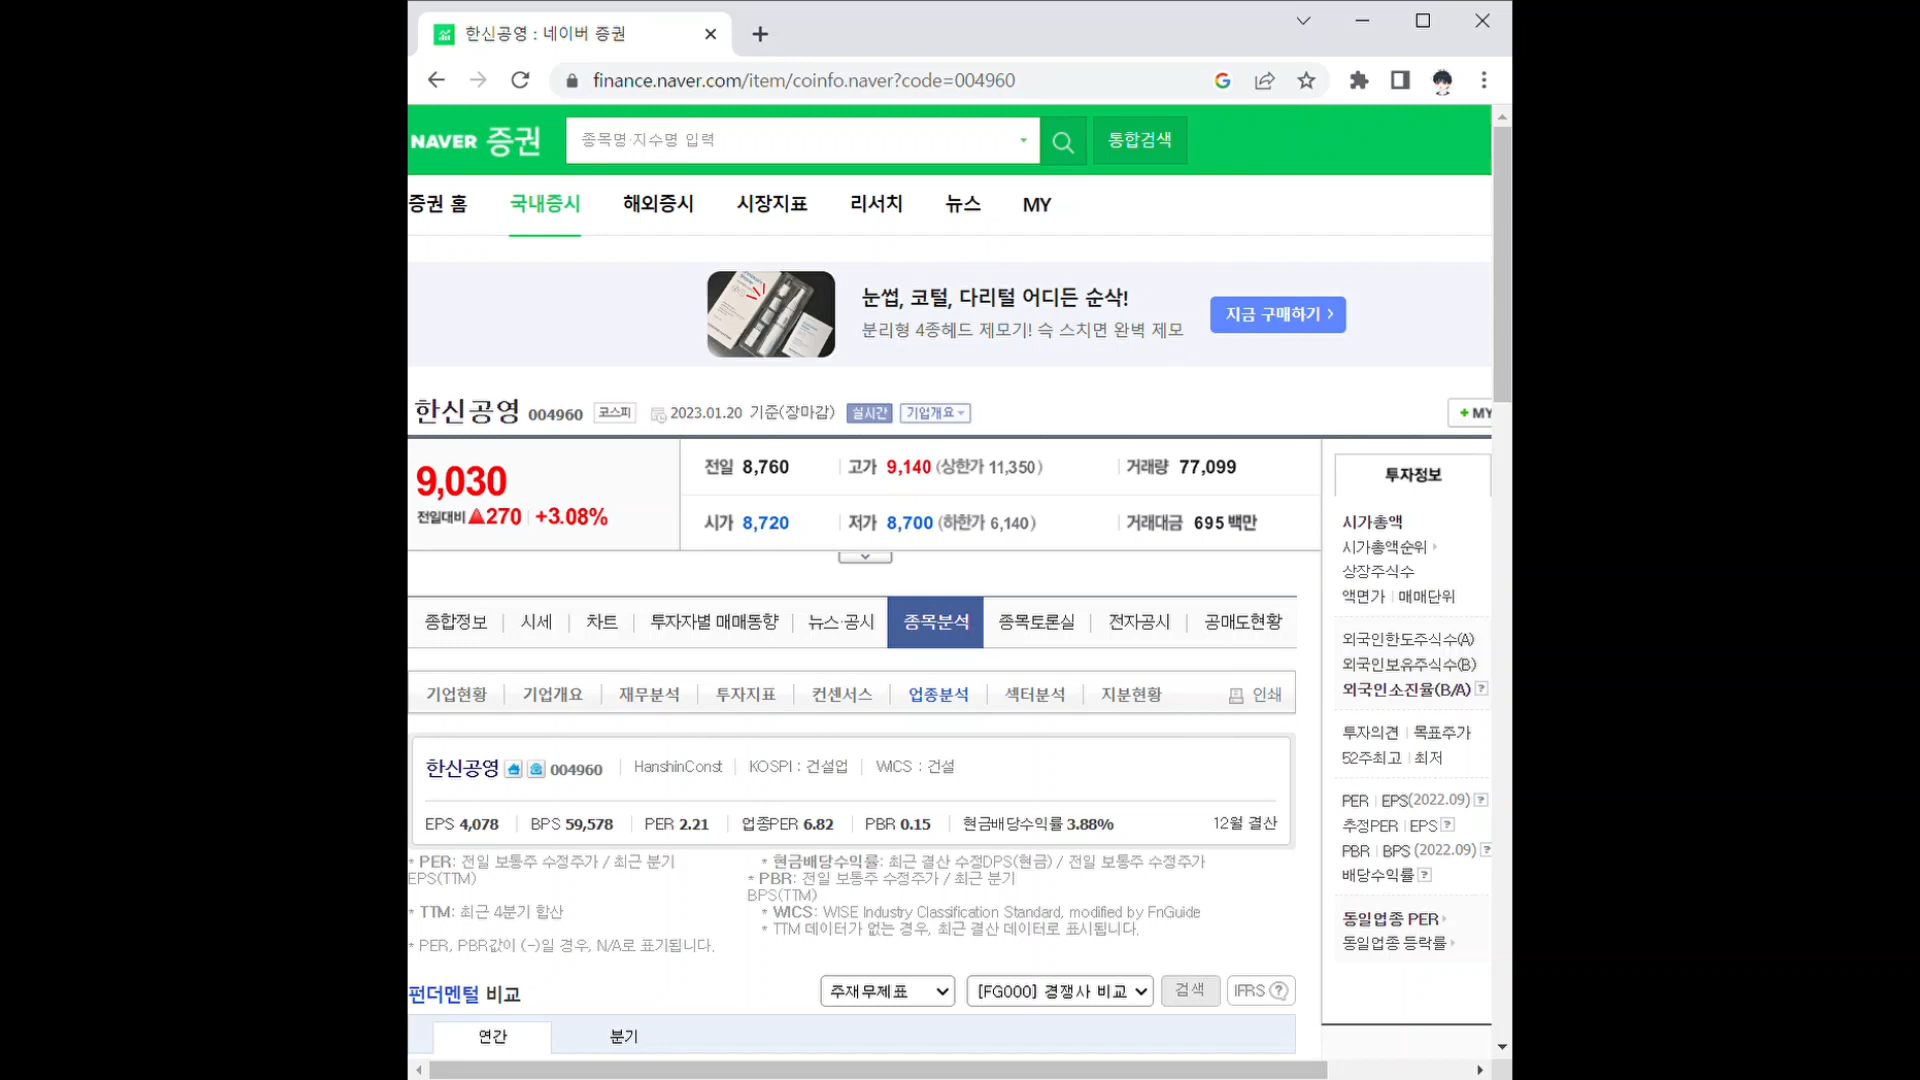 한신공영 : 네이버 증권
finance.naver.com/item/coinfo.naver?code=004960
NAVER 증권
종목명·지수명 입력
통합검색
증권 홈 국내증시 해외증시 시장지표 리서치 뉴스 MY
눈썹, 코털, 다리털 어디든 순삭!
분리형 4종헤드 제모기! 슥 스치면 완벽 제모
지금 구매하기
한신공영 004960 코스피 2023.01.20 기준(장마감) 실시간 기업개요
+ MY
9,030
전일대비 ▲270 +3.08%
전일 8,760 고가 9,140 (상한가 11,350) 거래량 77,099
시가 8,720 저가 8,700 (하한가 6,140) 거래대금 695 백만
투자정보
시가총액
시가총액순위
상장주식수
액면가 매매단위
외국인한도주식수(A)
외국인보유주식수(B)
외국인소진율(B/A) ?
투자의견 목표주가
52주최고 최저
PER EPS(2022.09) ?
추정PER EPS ?
PBR BPS (2022.09) ?
배당수익률 ?
동일업종 PER
동일업종 등락률
종합정보 시세 차트 투자자별 매매동향 뉴스·공시 종목분석 종목토론실 전자공시 공매도현황
기업현황 기업개요 재무분석 투자지표 컨센서스 업종분석 섹터분석 지분현황 인쇄
한신공영 004960 HanshinConst KOSPI : 건설업 WICS : 건설
EPS 4,078 BPS 59,578 PER 2.21 업종PER 6.82 PBR 0.15 현금배당수익률 3.88% 12월 결산
* PER: 전일 보통주 수정주가 / 최근 분기
EPS(TTM)
* TTM: 최근 4분기 합산
* PER, PBR값이 (-)일 경우, N/A로 표기됩니다.
* 현금배당수익률: 최근 결산 수정DPS(현금) / 전일 보통주 수정주가
* PBR: 전일 보통주 수정주가 / 최근 분기
BPS(TTM)
* WICS: WISE Industry Classification Standard, modified by FnGuide
* TTM 데이터가 없는 경우, 최근 결산 데이터로 표시됩니다.
펀더멘털 비교
주재무제표 [FG000] 경쟁사 비교 검색 IFRS ?
연간 분기